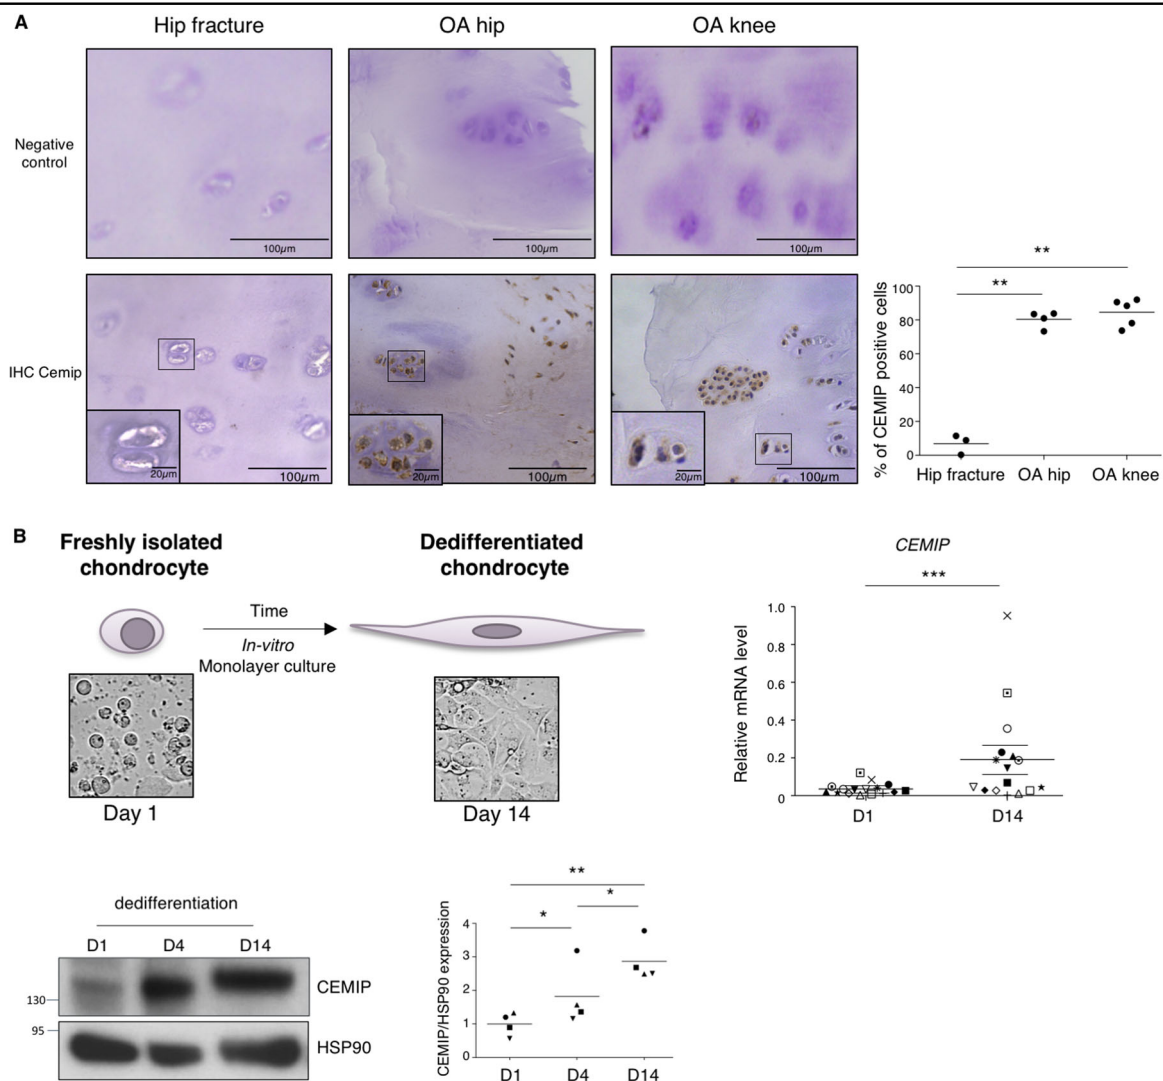 A
Hip fracture
OA hip
OA knee
Negative
control
100µm
100µm
100µm
IHC Cemip
20µm
100µm
20µm
100µm
20µm
100µm
**
**
% of CEMIP positive cells
100
80
60
40
20
0
Hip fracture
OA hip
OA knee
B
Freshly isolated
chondrocyte
Time
In-vitro
Monolayer culture
Dedifferentiated
chondrocyte
Day 1
Day 14
CEMIP
***
Relative mRNA level
1.0
0.8
0.6
0.4
0.2
0
D1
D14
dedifferentiation
D1
D4
D14
CEMIP
130
95
HSP90
**
*
*
CEMIP/HSP90 expression
4
3
2
1
0
D1
D4
D14